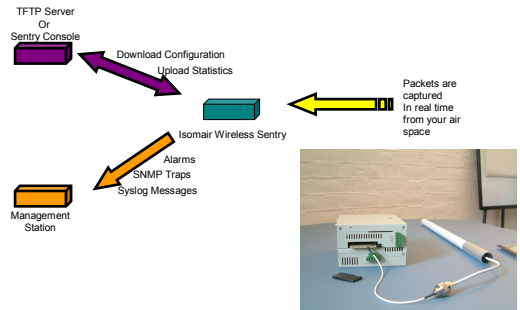 TFTP Server
Or
Sentry Console
Download Configuration
Upload Statistics
Packets are
captured
In real time
from your air
space
Isomair Wireless Sentry
Alarms
SNMP Traps
Syslog Messages
Management
Station